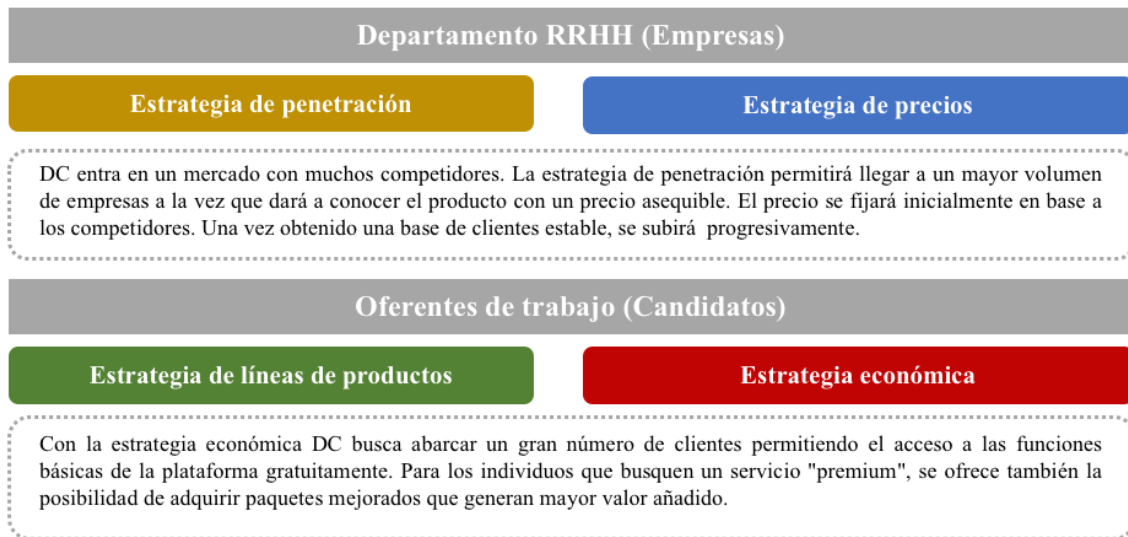 Departamento RRHH (Empresas)
Estrategia de penetración
Estrategia de precios
DC entra en un mercado con muchos competidores. La estrategia de penetración permitirá llegar a un mayor volumen
de empresas a la vez que dará a conocer el producto con un precio asequible. El precio se fijará inicialmente en base a
los competidores. Una vez obtenido una base de clientes estable, se subirá progresivamente.
Oferentes de trabajo (Candidatos)
Estrategia de líneas de productos
Estrategia económica
Con la estrategia económica DC busca abarcar un gran número de clientes permitiendo el acceso a las funciones
básicas de la plataforma gratuitamente. Para los individuos que busquen un servicio "premium", se ofrece también la
posibilidad de adquirir paquetes mejorados que generan mayor valor añadido.